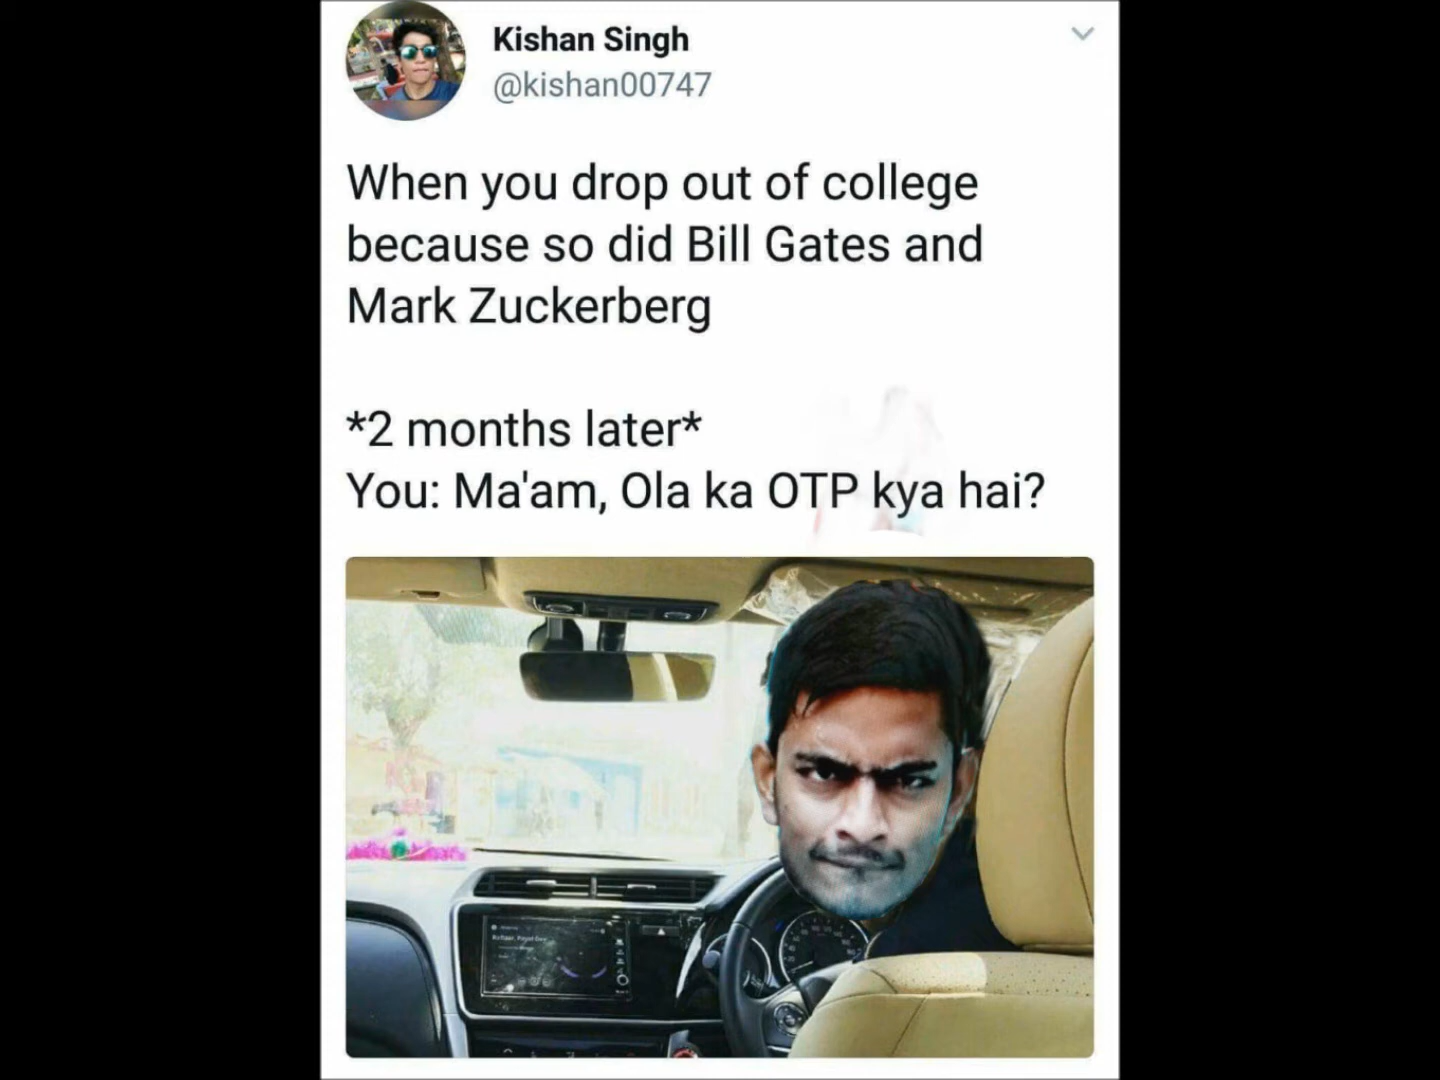 Kishan Singh
@kishan00747
When you drop out of college
because so did Bill Gates and
Mark Zuckerberg
*2 months later*
You: Ma'am, Ola ka OTP kya hai?